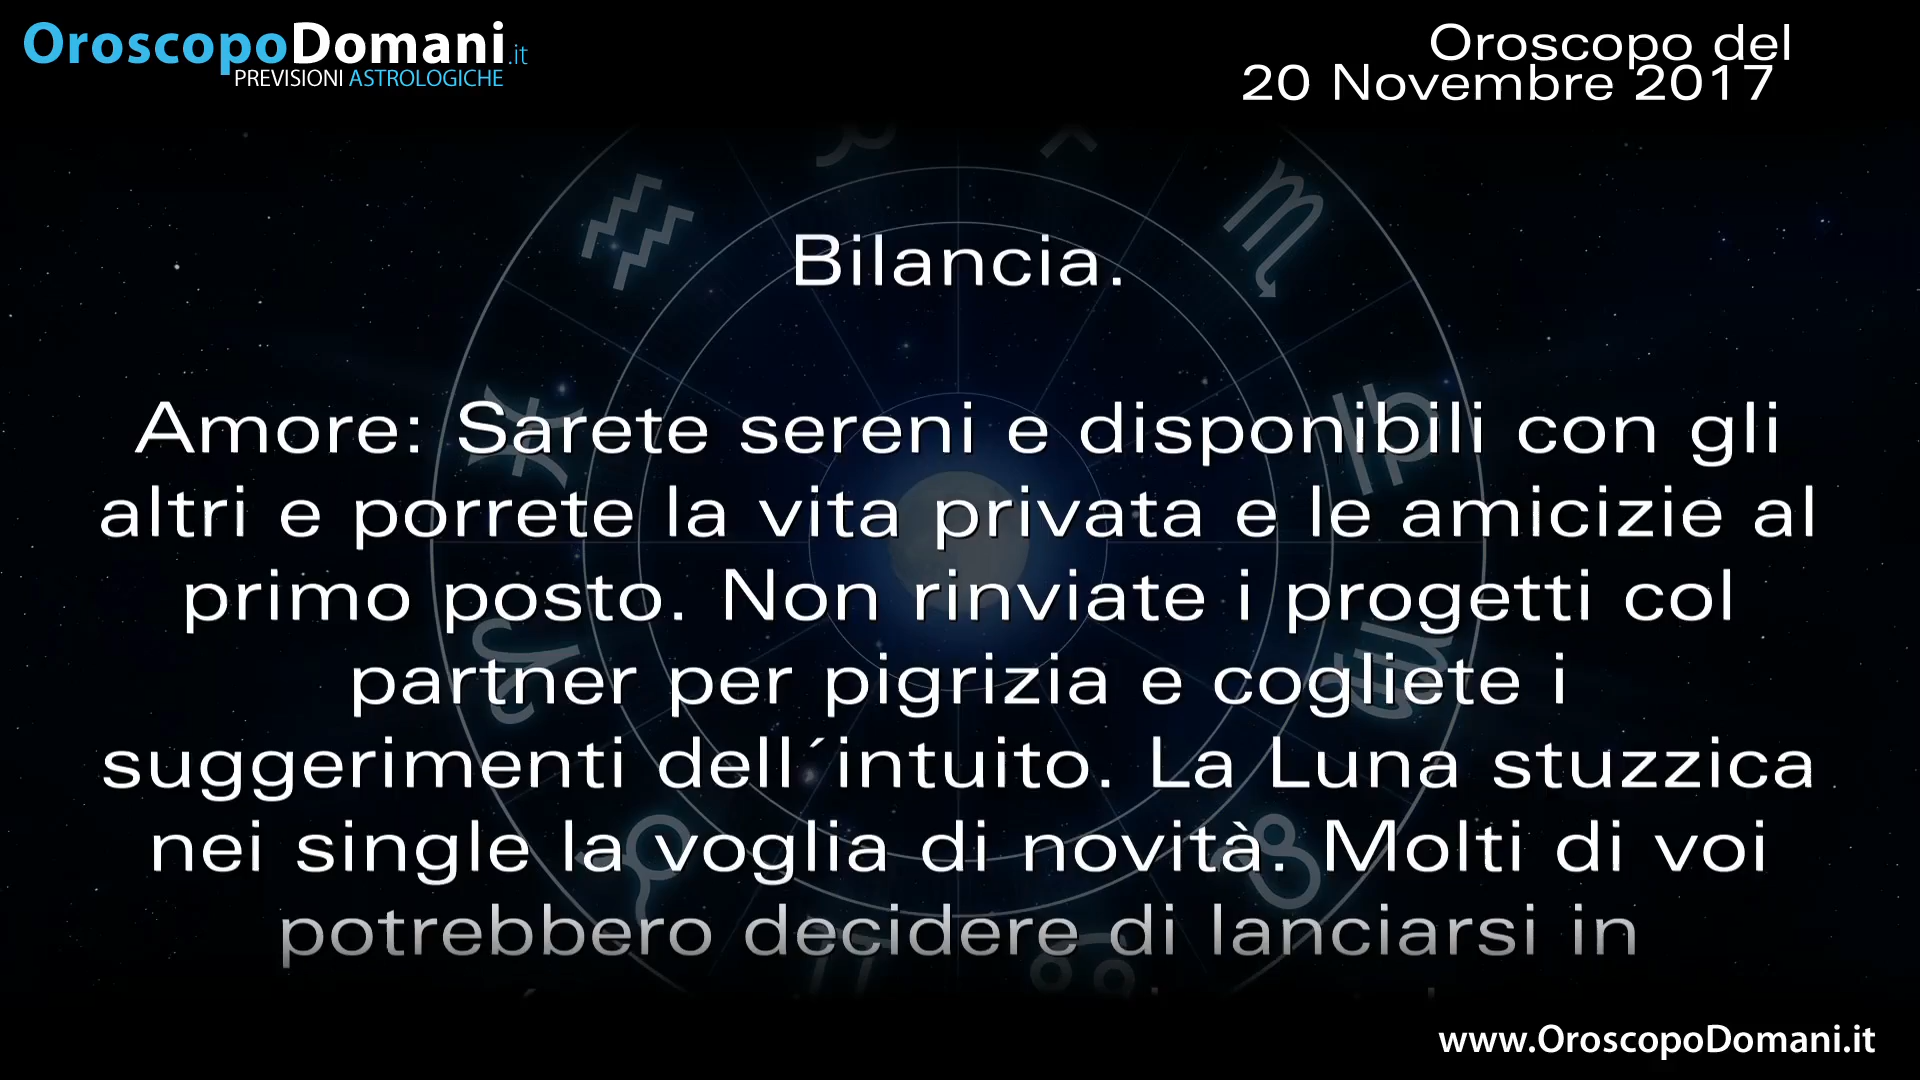 OroscopoDomani.it
PREVISIONI ASTROLOGICHE
Oroscopo del
20 Novembre 2017
Bilancia.
Amore: Sarete sereni e disponibili con gli
altri e porrete la vita privata e le amicizie al
primo posto. Non rinviate i progetti col
partner per pigrizia e cogliete i
suggerimenti dell´intuito. La Luna stuzzica
nei single la voglia di novità. Molti di voi
potrebbero decidere di lanciarsi in
www.OroscopoDomani.it